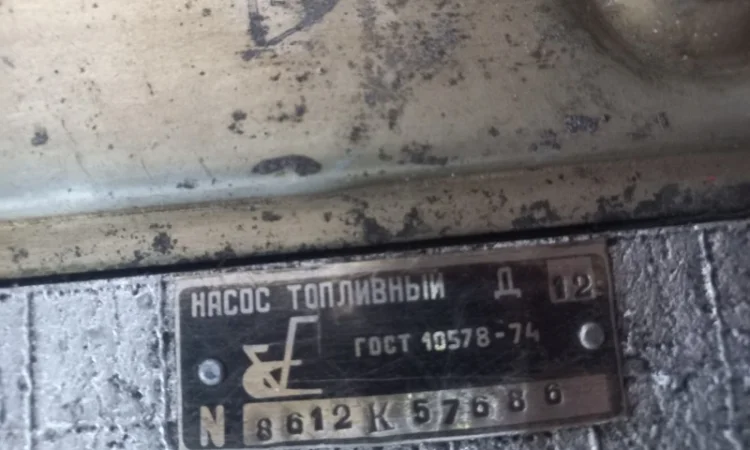 НАСОС ТОПЛИВНЫЙ Д 12
ГОСТ 10578-74
N 8612К57686